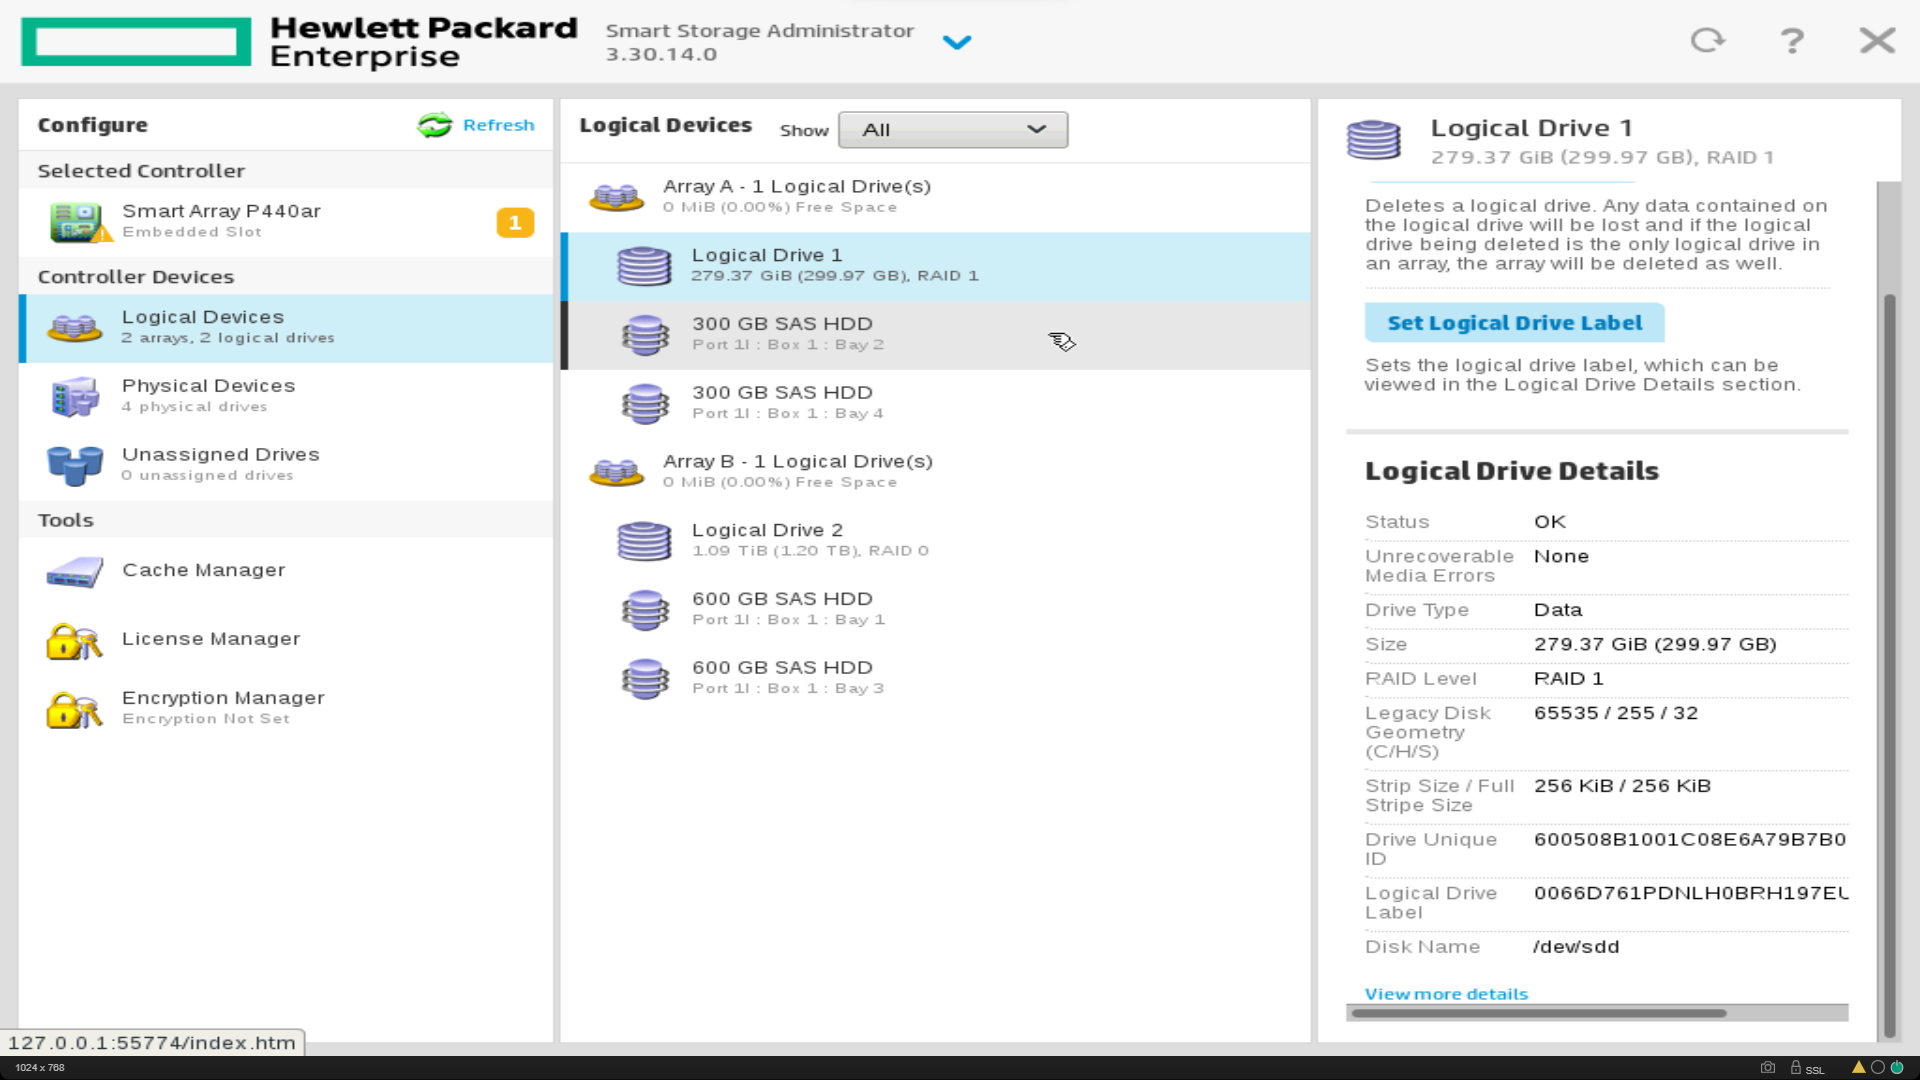 Hewlett Packard
Enterprise
Smart Storage Administrator
3.30.14.0
?
Configure
Refresh
Selected Controller
Smart Array P440ar
Embedded Slot
1
Controller Devices
Logical Devices
2 arrays, 2 logical drives
Physical Devices
4 physical drives
Unassigned Drives
0 unassigned drives
Tools
Cache Manager
License Manager
Encryption Manager
Encryption Not Set
Logical Devices
Show
All
Array A - 1 Logical Drive(s)
0 MiB (0.00%) Free Space
Logical Drive 1
279.37 GiB (299.97 GB), RAID 1
300 GB SAS HDD
Port 1I : Box 1 : Bay 2
300 GB SAS HDD
Port 1I : Box 1 : Bay 4
Array B - 1 Logical Drive(s)
0 MiB (0.00%) Free Space
Logical Drive 2
1.09 TiB (1.20 TB), RAID 0
600 GB SAS HDD
Port 1I : Box 1 : Bay 1
600 GB SAS HDD
Port 1I : Box 1 : Bay 3
Logical Drive 1
279.37 GiB (299.97 GB), RAID 1
Deletes a logical drive. Any data contained on
the logical drive will be lost and if the logical
drive being deleted is the only logical drive in
an array, the array will be deleted as well.
Set Logical Drive Label
Sets the logical drive label, which can be
viewed in the Logical Drive Details section.
Logical Drive Details
Status OK
Unrecoverable None
Media Errors
Drive Type Data
Size 279.37 GiB (299.97 GB)
RAID Level RAID 1
Legacy Disk 65535 / 255 / 32
Geometry
(C/H/S)
Strip Size / Full 256 KiB / 256 KiB
Stripe Size
Drive Unique 600508B1001C08E6A79B7B0
ID
Logical Drive 0066D761PDNLH0BRH197EU
Label
Disk Name /dev/sdd
View more details
127.0.0.1:55774/index.htm
1024 x 768
SSL